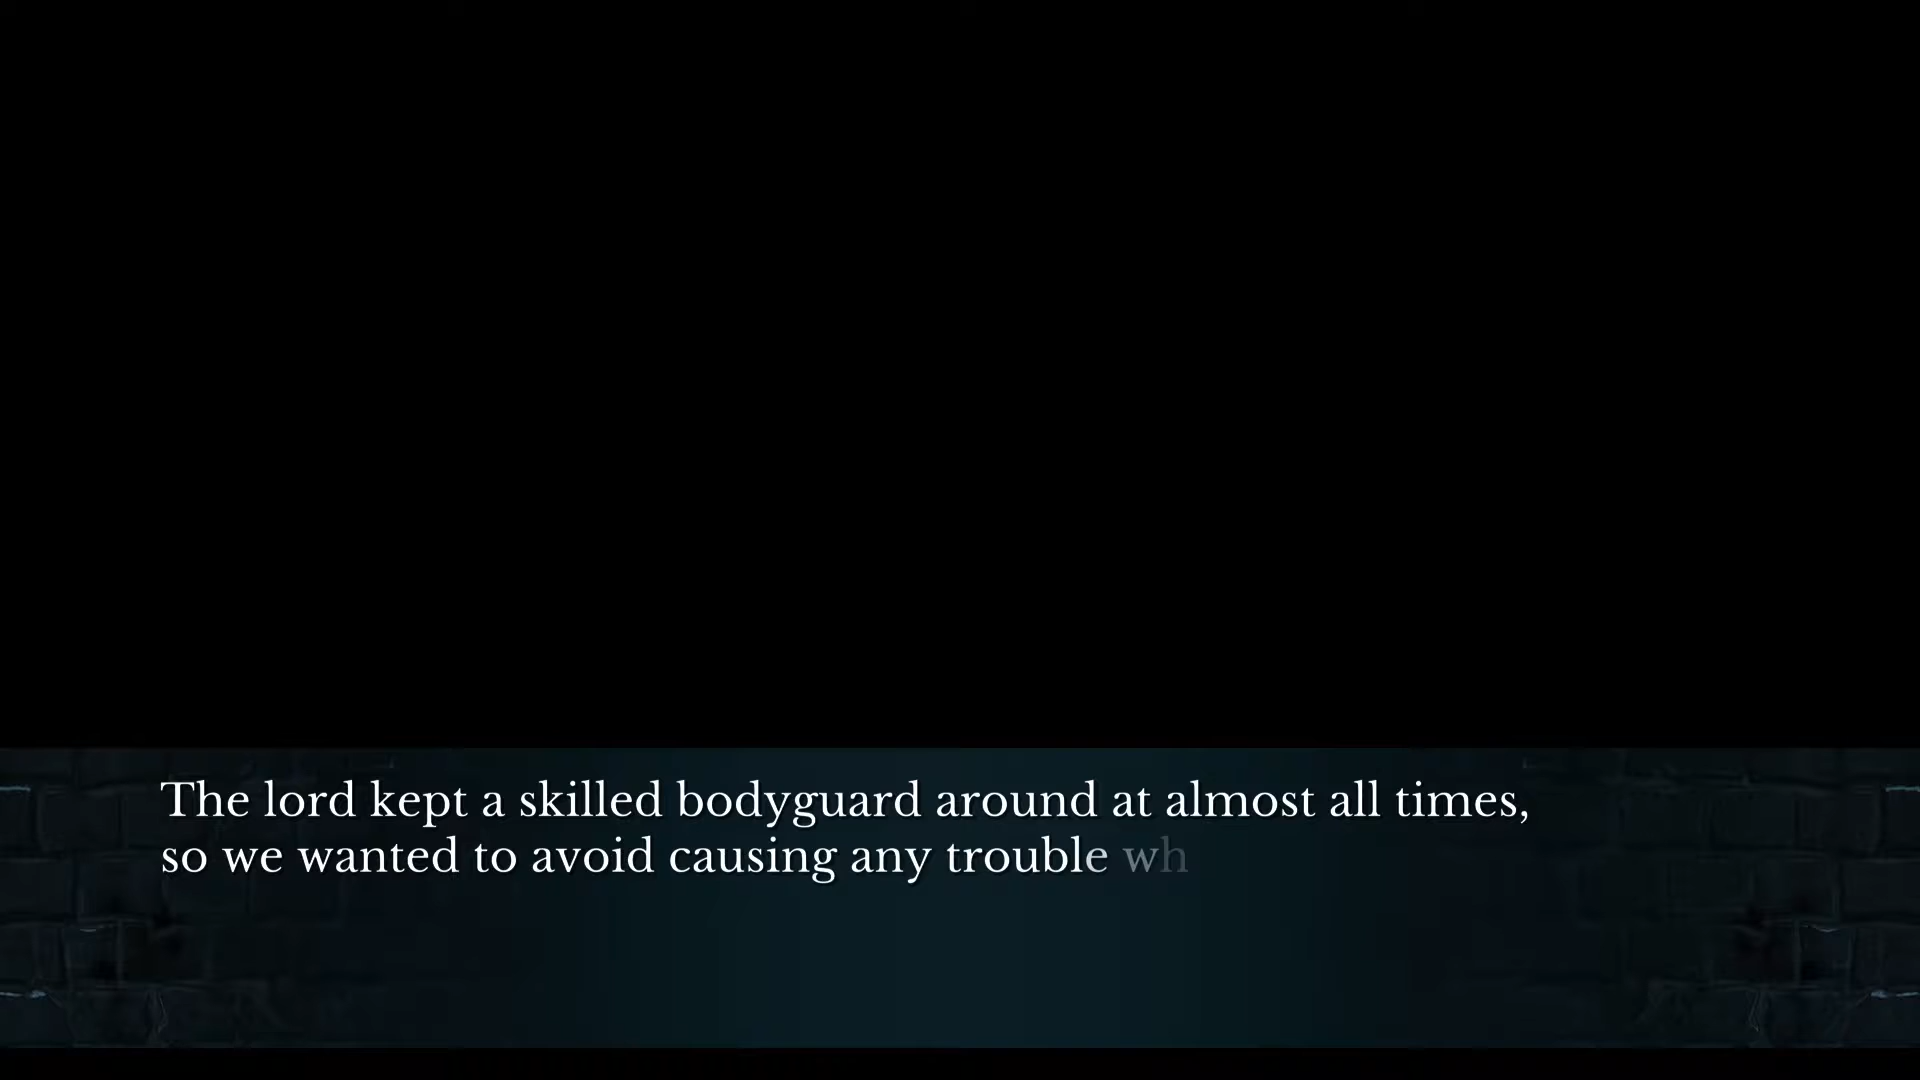 The lord kept a skilled bodyguard around at almost all times,
so we wanted to avoid causing any trouble wh